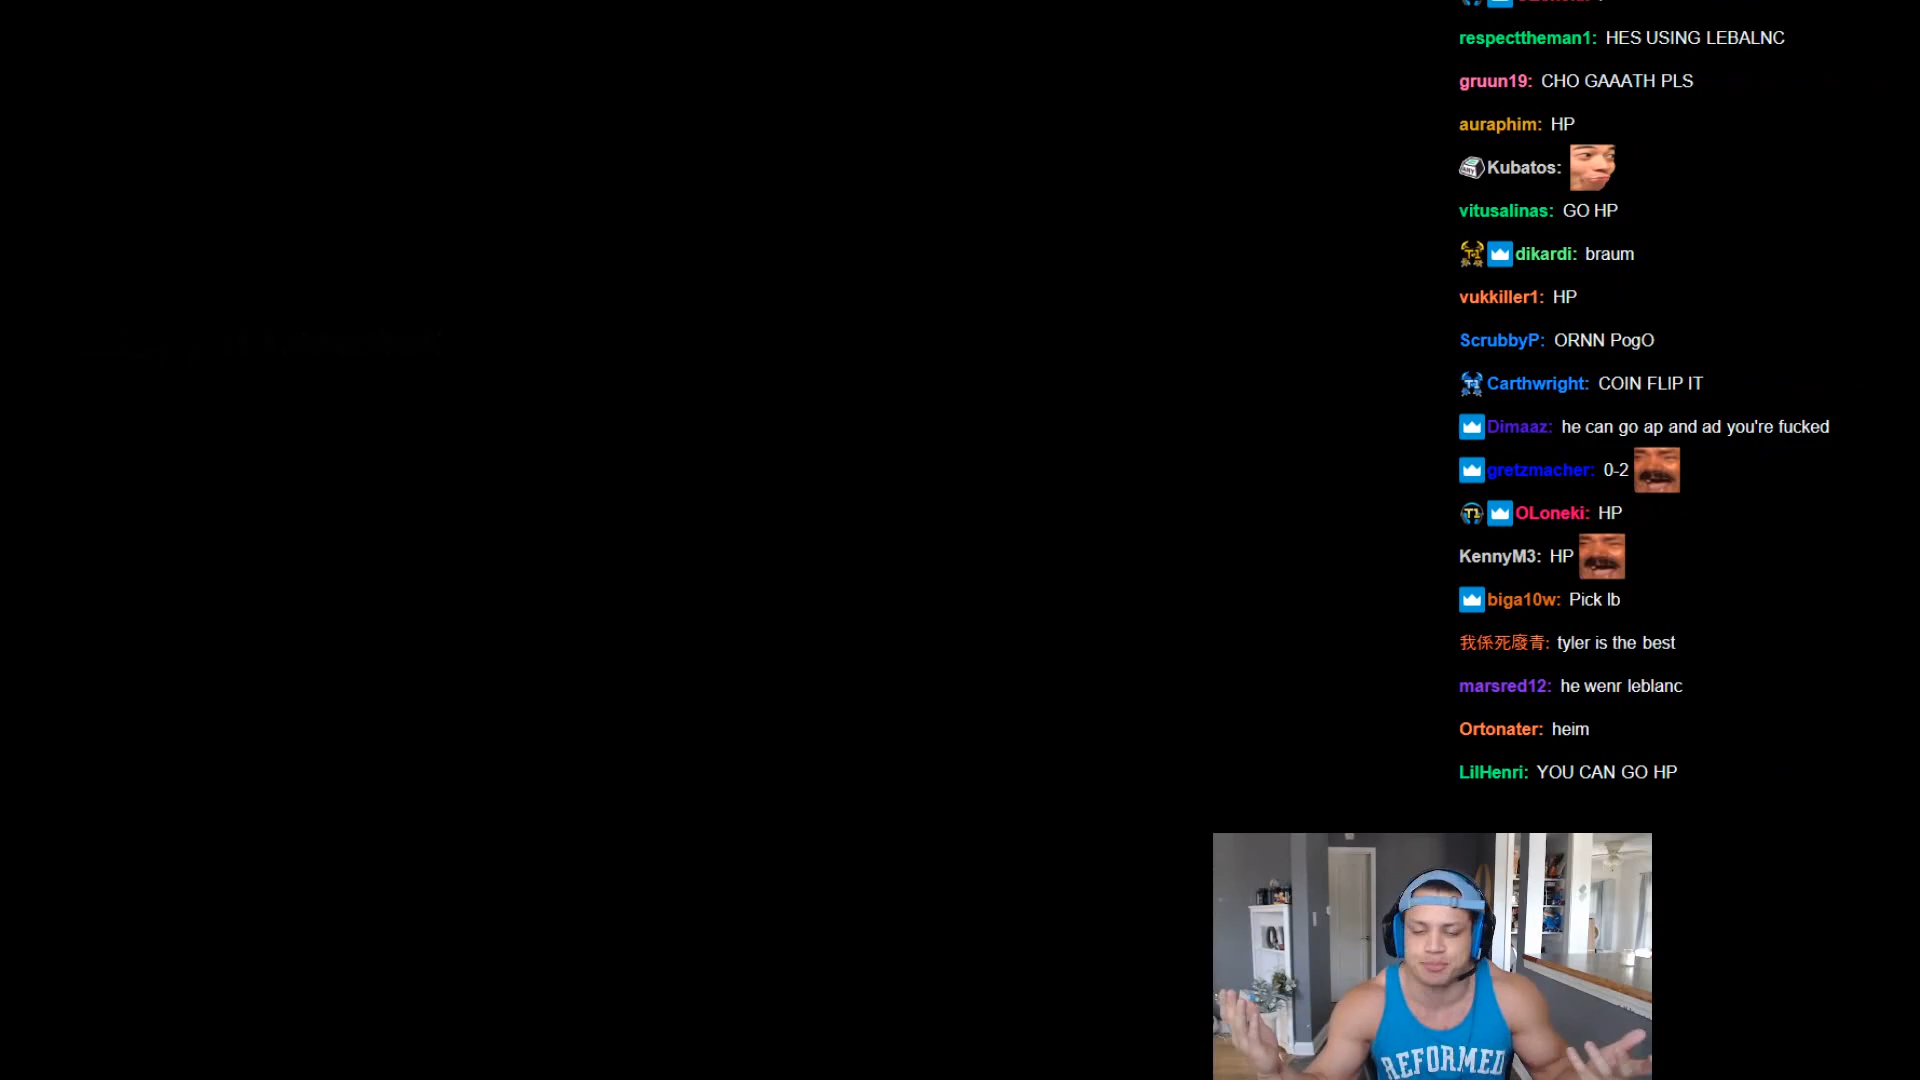 respecttheman1: HES USING LEBALNC
gruun19: CHO GAAATH PLS
auraphim: HP
Kubatos:
vitusalinas: GO HP
dikardi: braum
vukkiller1: HP
ScrubbyP: ORNN PogO
Carthwright: COIN FLIP IT
Dimaaz: he can go ap and ad you're fucked
gretzmacher: 0-2
OLoneki: HP
KennyM3: HP
biga10w: Pick lb
我係死廢青: tyler is the best
marsred12: he wenr leblanc
Ortonater: heim
LilHenri: YOU CAN GO HP
REFORMED